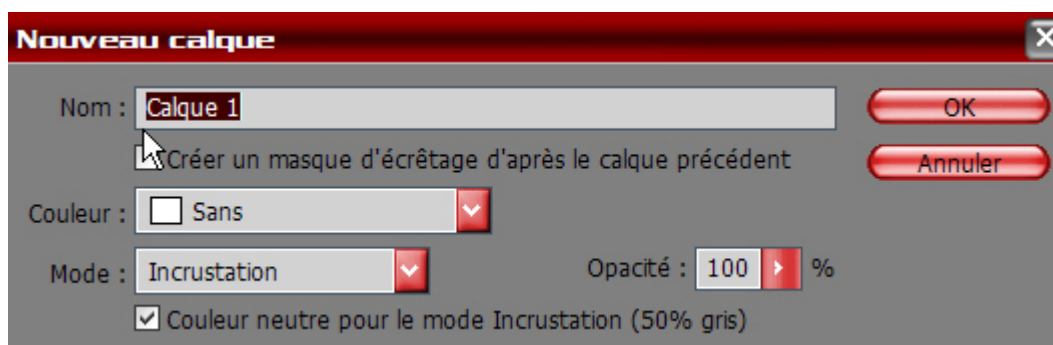 Nouveau calque
Nom : Calque 1 OK
Créer un masque d'écrêtage d'après le calque précédent Annuler
Couleur : Sans
Mode : Incrustation Opacité : 100 %
Couleur neutre pour le mode Incrustation (50% gris)